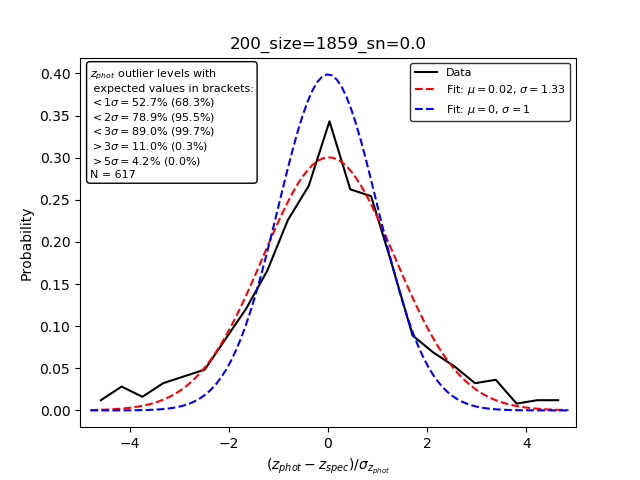 200_size=1859_sn=0.0
z_phot outlier levels with
expected values in brackets:
<1σ=52.7% (68.3%)
<2σ=78.9% (95.5%)
<3σ=89.0% (99.7%)
>3σ=11.0% (0.3%)
>5σ=4.2% (0.0%)
N = 617
Data
Fit: μ=0.02, σ=1.33
Fit: μ=0, σ=1
Probability
0.40
0.35
0.30
0.25
0.20
0.15
0.10
0.05
0.00
−4 −2 0 2 4
(z_phot − z_spec)/σ_z_phot